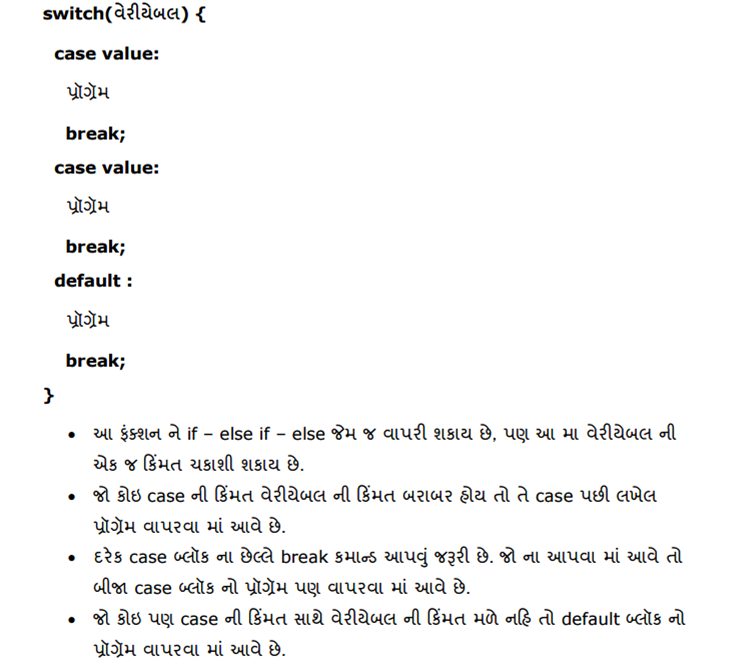 switch(વેરીયેબલ) {
case value:
પ્રૉગ્રૅમ
break;
case value:
પ્રૉગ્રૅમ
break;
default :
પ્રૉગ્રૅમ
break;
}
• આ ફંક્શન ને if – else if – else જેમ જ વાપરી શકાય છે, પણ આ મા વેરીયેબલ ની
એક જ કિંમત ચકાશી શકાય છે.
• જો કોઇ case ની કિંમત વેરીયેબલ ની કિંમત બરાબર હોય તો તે case પછી લખેલ
પ્રૉગ્રૅમ વાપરવા માં આવે છે.
• દરેક case બ્લૉક ના છેલ્લે break કમાન્ડ આપવું જરૂરી છે. જો ના આપવા માં આવે તો
બીજા case બ્લૉક નો પ્રૉગ્રૅમ પણ વાપરવા માં આવે છે.
• જો કોઇ પણ case ની કિંમત સાથે વેરીયેબલ ની કિંમત મળે નહિ તો default બ્લૉક નો
પ્રૉગ્રૅમ વાપરવા માં આવે છે.